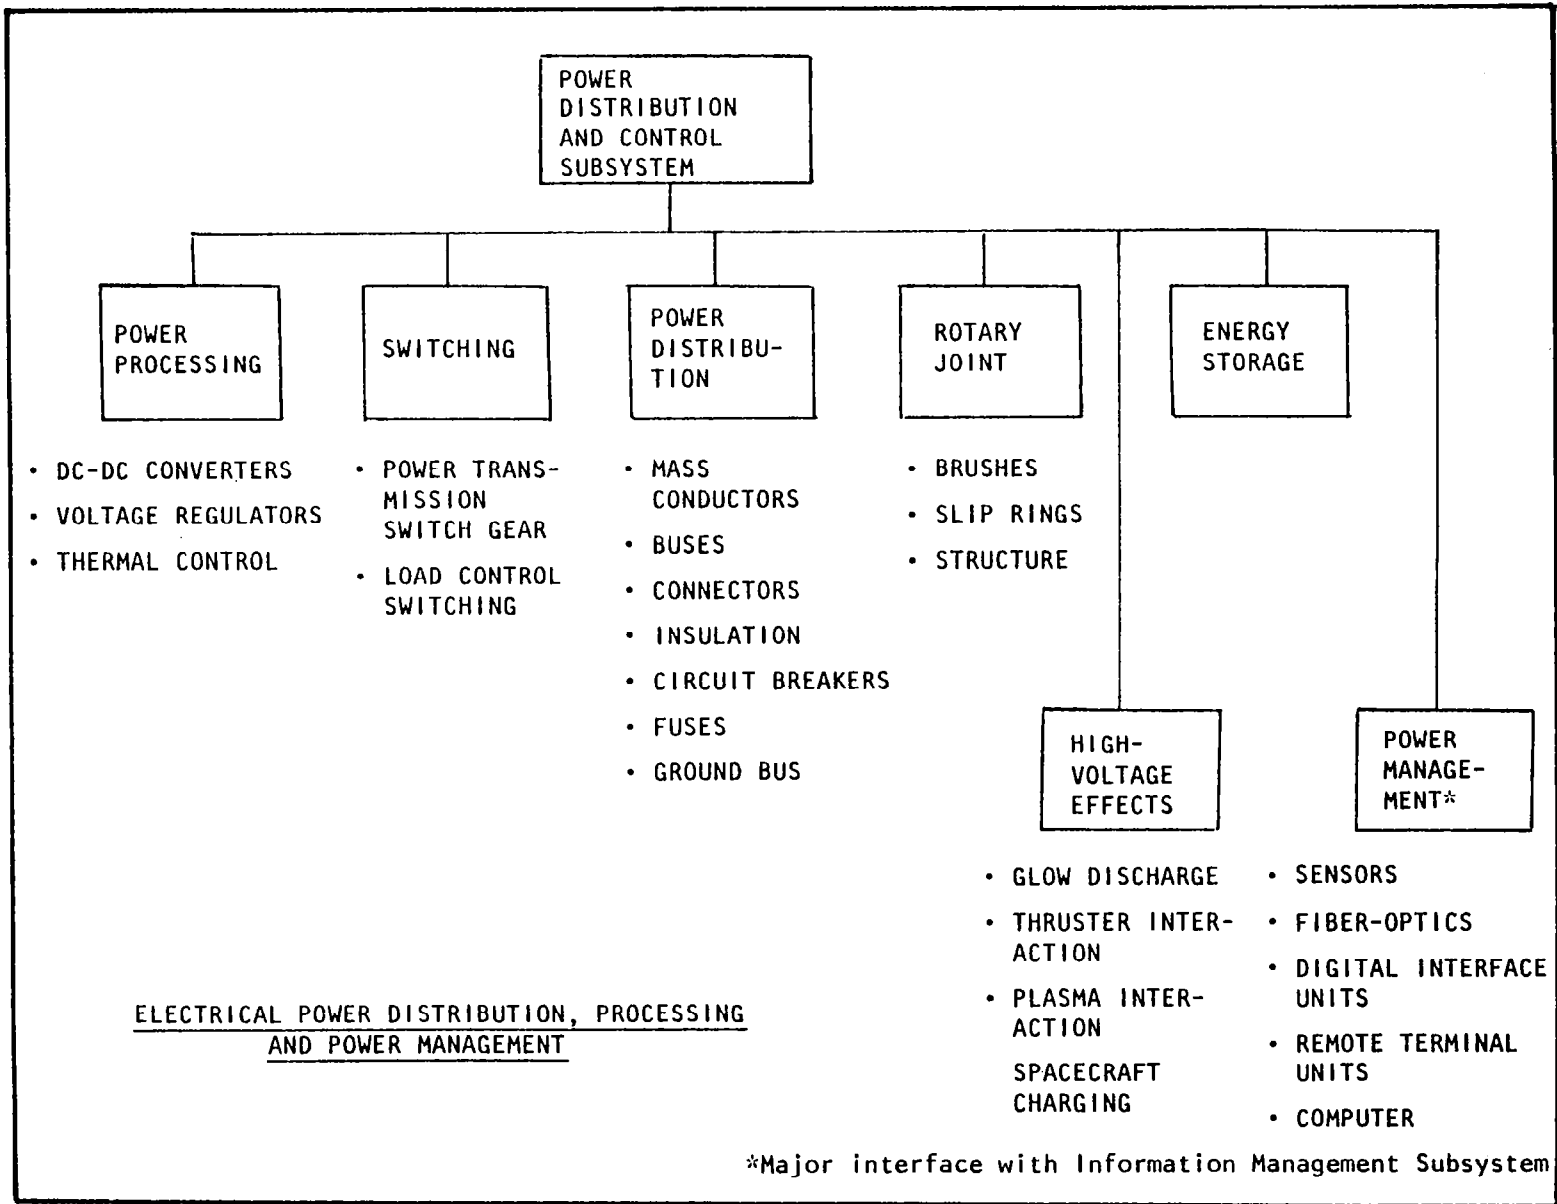 POWER
DISTRIBUTION
AND CONTROL
SUBSYSTEM
POWER
PROCESSING
SWITCHING
POWER
DISTRIBU-
TION
ROTARY
JOINT
ENERGY
STORAGE
• DC-DC CONVERTERS
• VOLTAGE REGULATORS
• THERMAL CONTROL
• POWER TRANS-
MISSION
SWITCH GEAR
• LOAD CONTROL
SWITCHING
• MASS
CONDUCTORS
• BUSES
• CONNECTORS
• INSULATION
• CIRCUIT BREAKERS
• FUSES
• GROUND BUS
• BRUSHES
• SLIP RINGS
• STRUCTURE
HIGH-
VOLTAGE
EFFECTS
POWER
MANAGE-
MENT*
• GLOW DISCHARGE
• THRUSTER INTER-
ACTION
• PLASMA INTER-
ACTION
SPACECRAFT
CHARGING
• SENSORS
• FIBER-OPTICS
• DIGITAL INTERFACE
UNITS
• REMOTE TERMINAL
UNITS
• COMPUTER
ELECTRICAL POWER DISTRIBUTION, PROCESSING
AND POWER MANAGEMENT
*Major interface with Information Management Subsystem